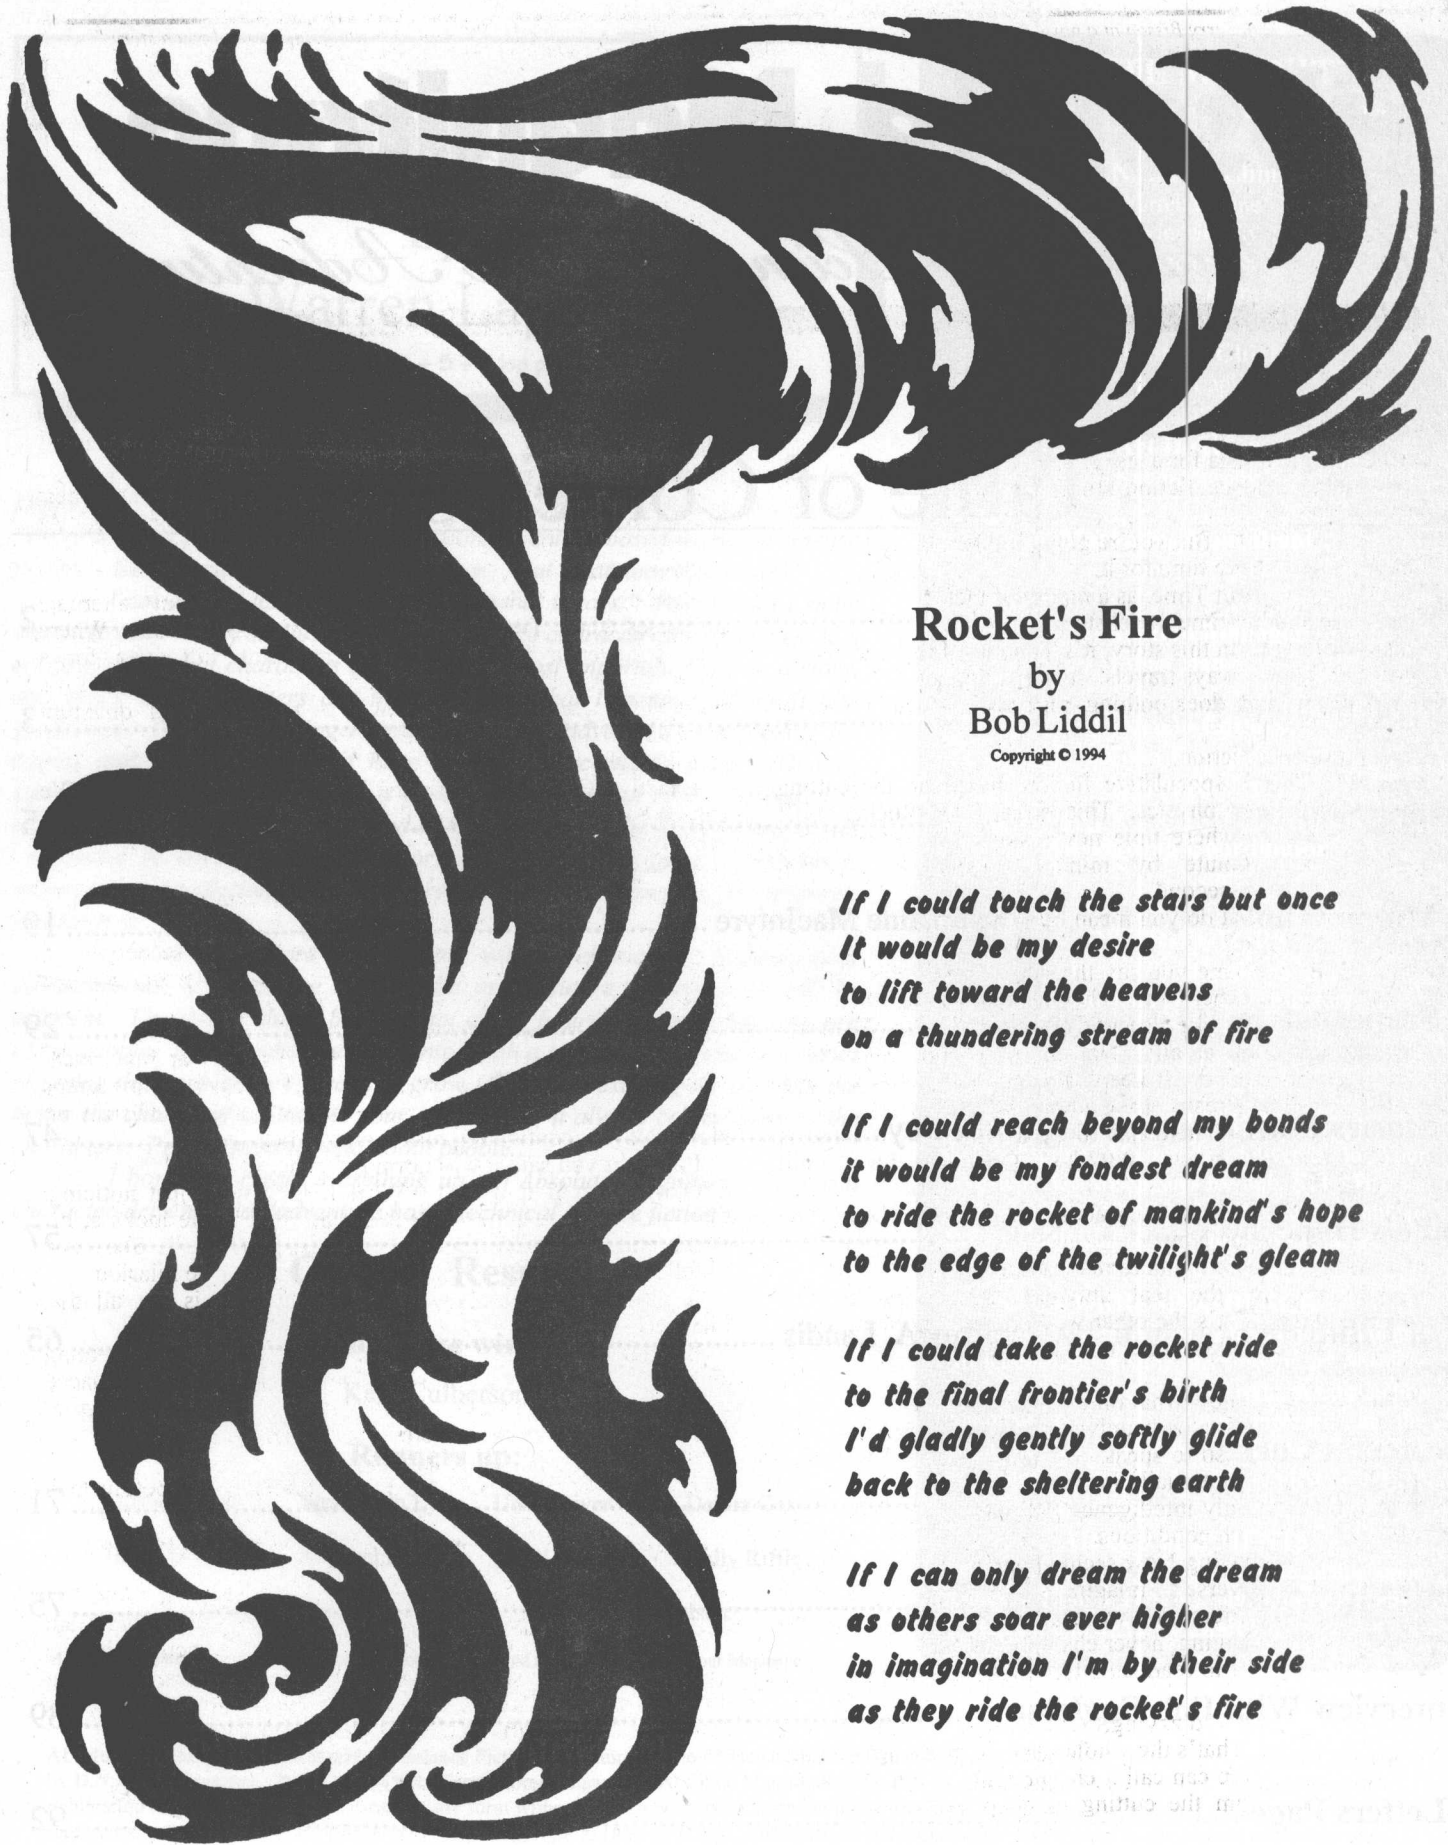 Rocket's Fire
by
Bob Liddil
Copyright © 1994
If I could touch the stars but once
It would be my desire
to lift toward the heavens
on a thundering stream of fire
If I could reach beyond my bonds
it would be my fondest dream
to ride the rocket of mankind's hope
to the edge of the twilight's gleam
If I could take the rocket ride
to the final frontier's birth
I'd gladly gently softly glide
back to the sheltering earth
If I can only dream the dream
as others soar ever higher
in imagination I'm by their side
as they ride the rocket's fire